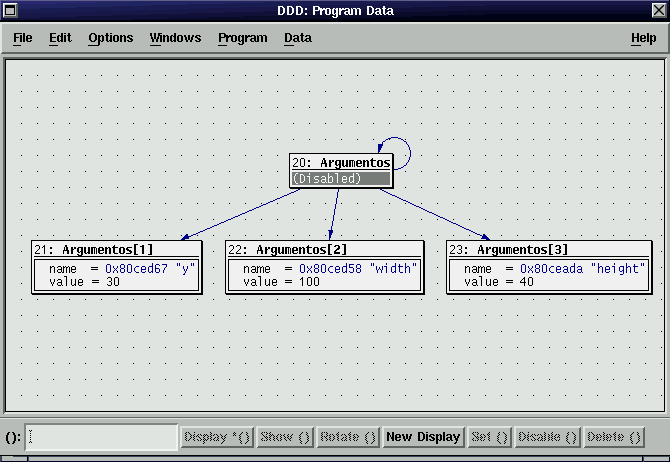 DDD: Program Data
File Edit Options Windows Program Data Help
20: Argumentos
(Disabled)
21: Argumentos[1]
name = 0x80ced67 "y"
value = 30
22: Argumentos[2]
name = 0x80ced58 "width"
value = 100
23: Argumentos[3]
name = 0x80ceada "height"
value = 40
(): Display *() Show () Rotate () New Display Set () Disable () Delete ()